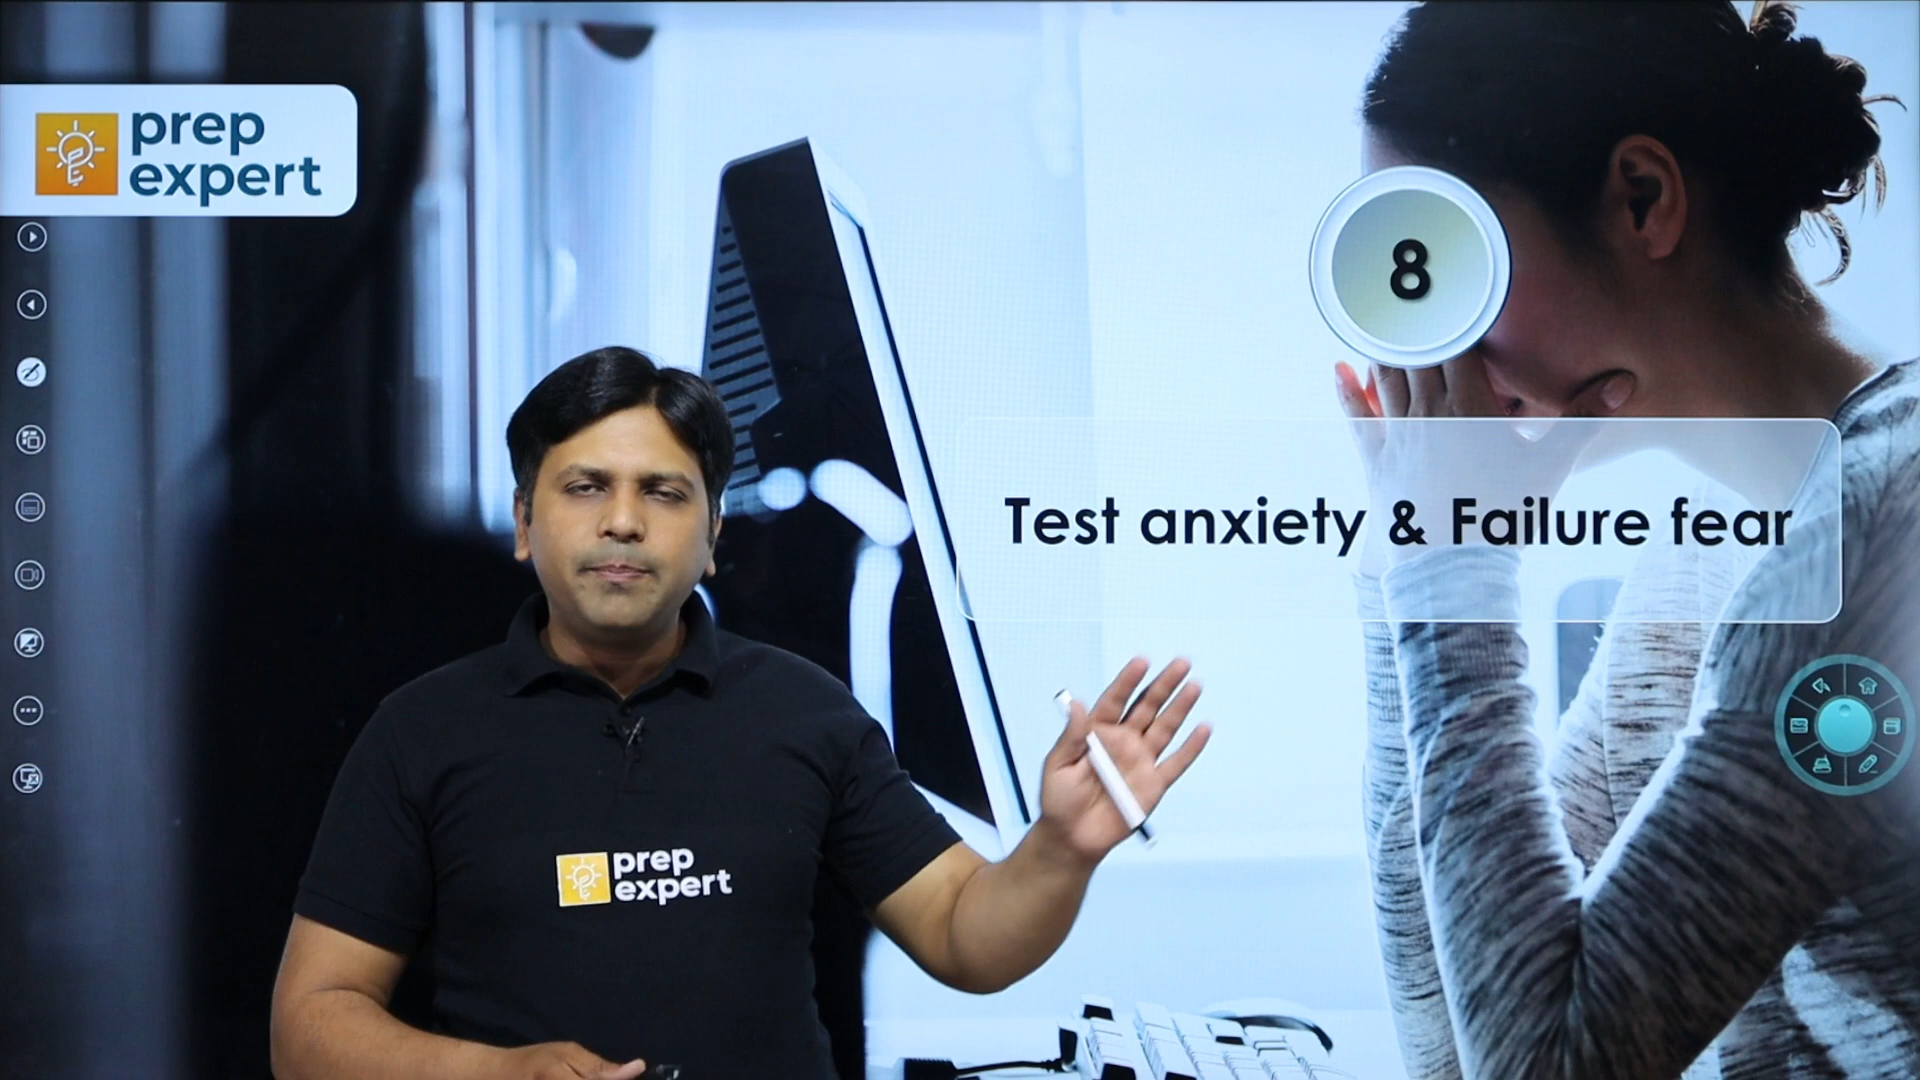 prep
expert
8
Test anxiety & Failure fear
prep
expert